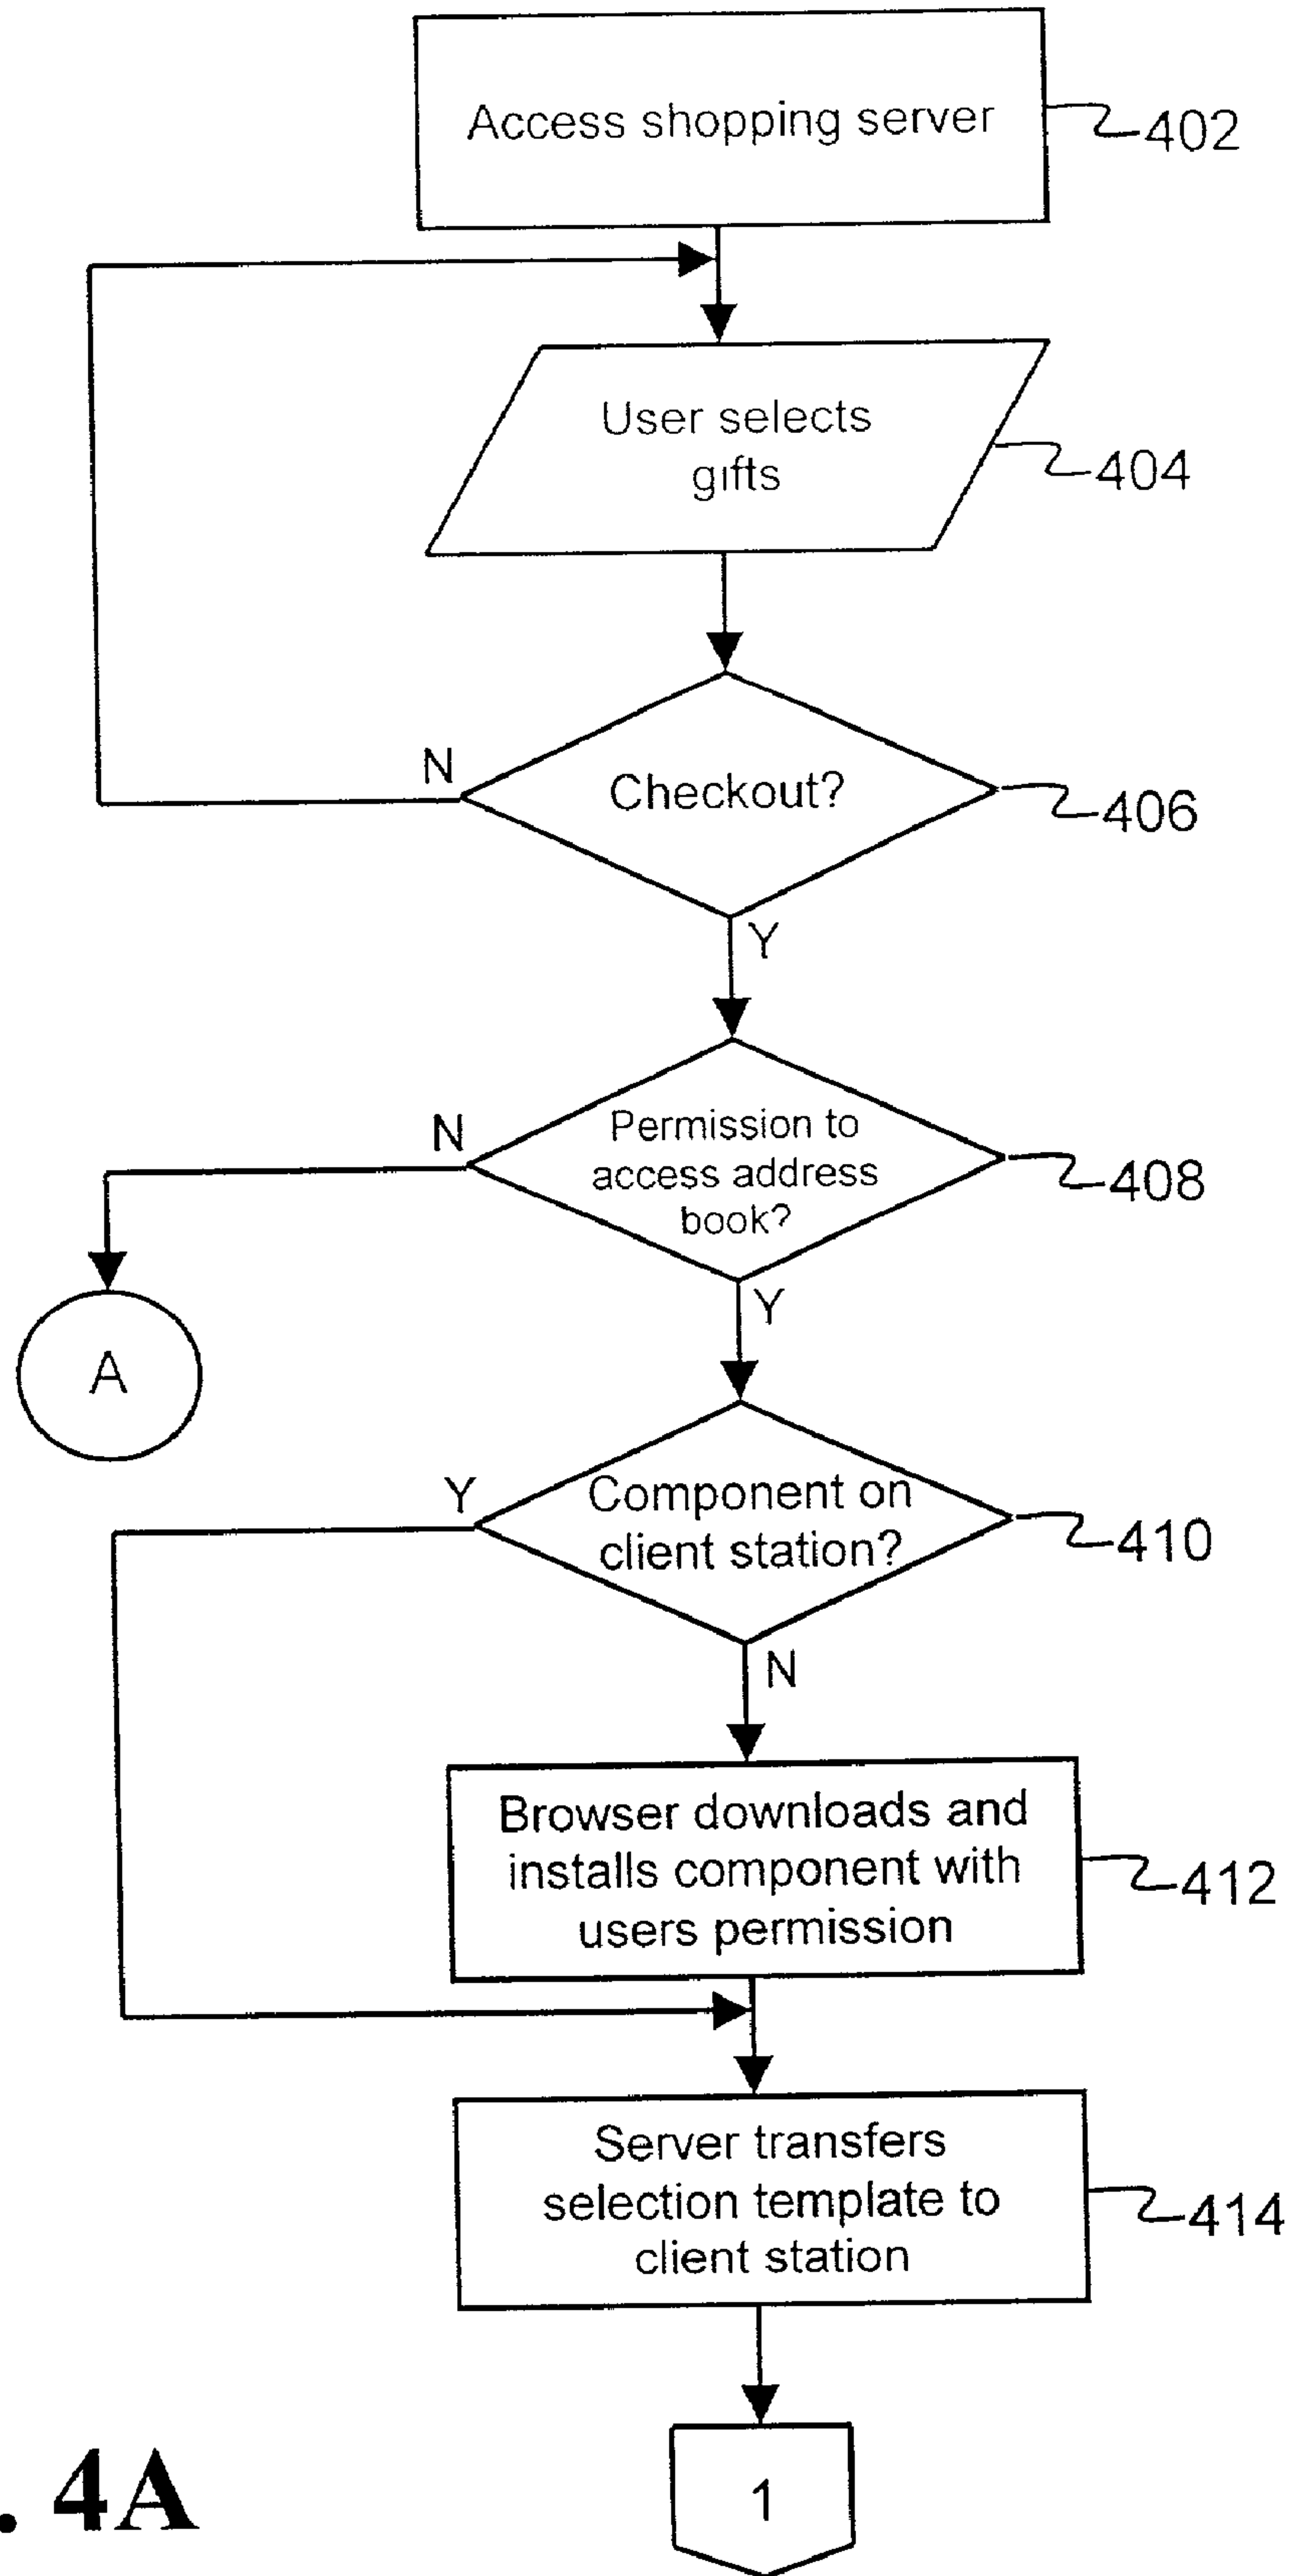 Access shopping server
402
User selects
gifts
404
N
Checkout?
406
Y
N
Permission to
access address
book?
408
Y
A
Y
Component on
client station?
410
N
Browser downloads and
installs component with
users permission
412
Server transfers
selection template to
client station
414
1
. 4A